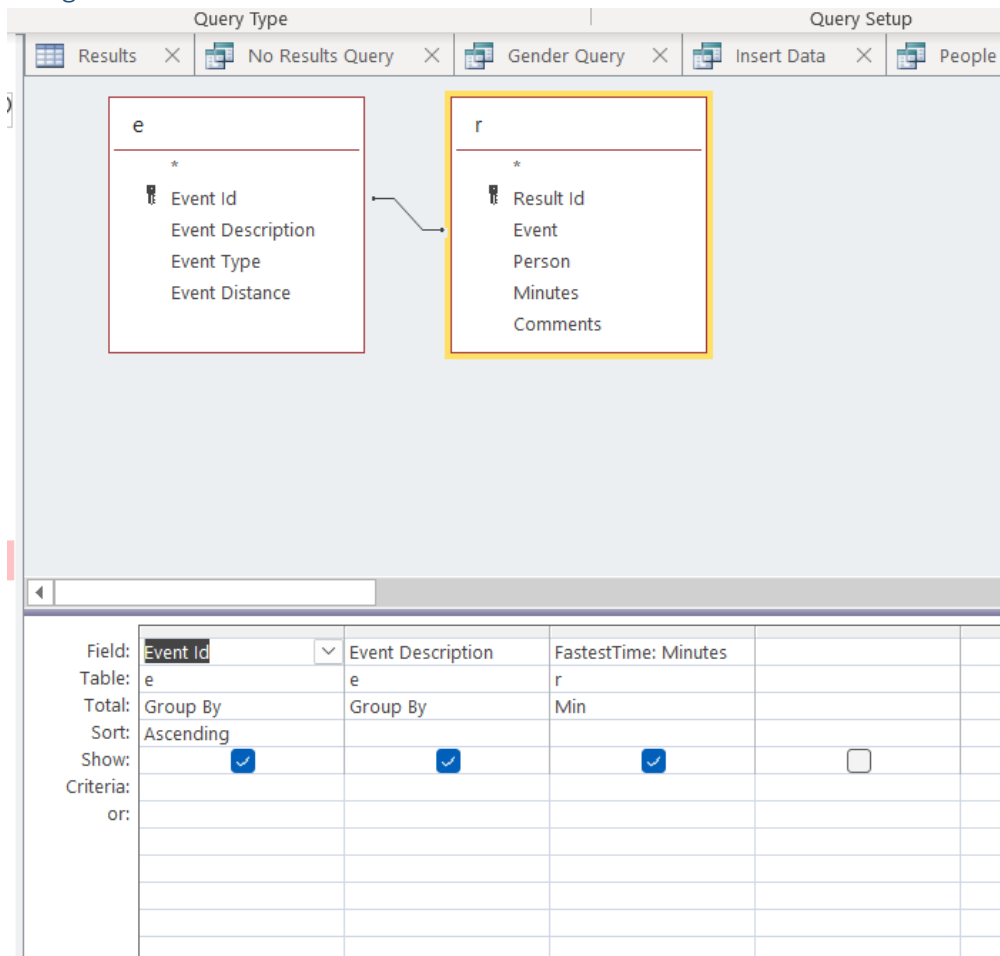 Query Type Query Setup
Results No Results Query Gender Query Insert Data People
e
*
Event Id
Event Description
Event Type
Event Distance
r
*
Result Id
Event
Person
Minutes
Comments
Field: Event Id Event Description FastestTime: Minutes
Table: e e r
Total: Group By Group By Min
Sort: Ascending
Show:
Criteria:
or: